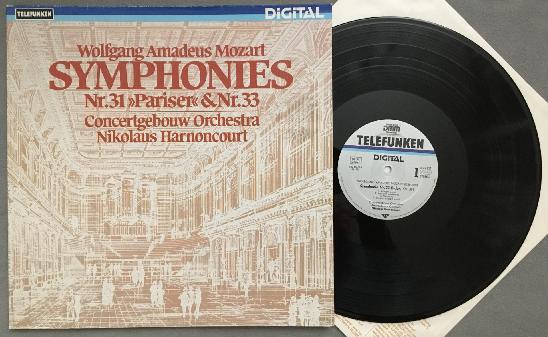 TELEFUNKEN
DIGITAL
Wolfgang Amadeus Mozart
SYMPHONIES
Nr.31 »Pariser« & Nr.33
Concertgebouw Orchestra
Nikolaus Harnoncourt
TELEFUNKEN
DIGITAL
1